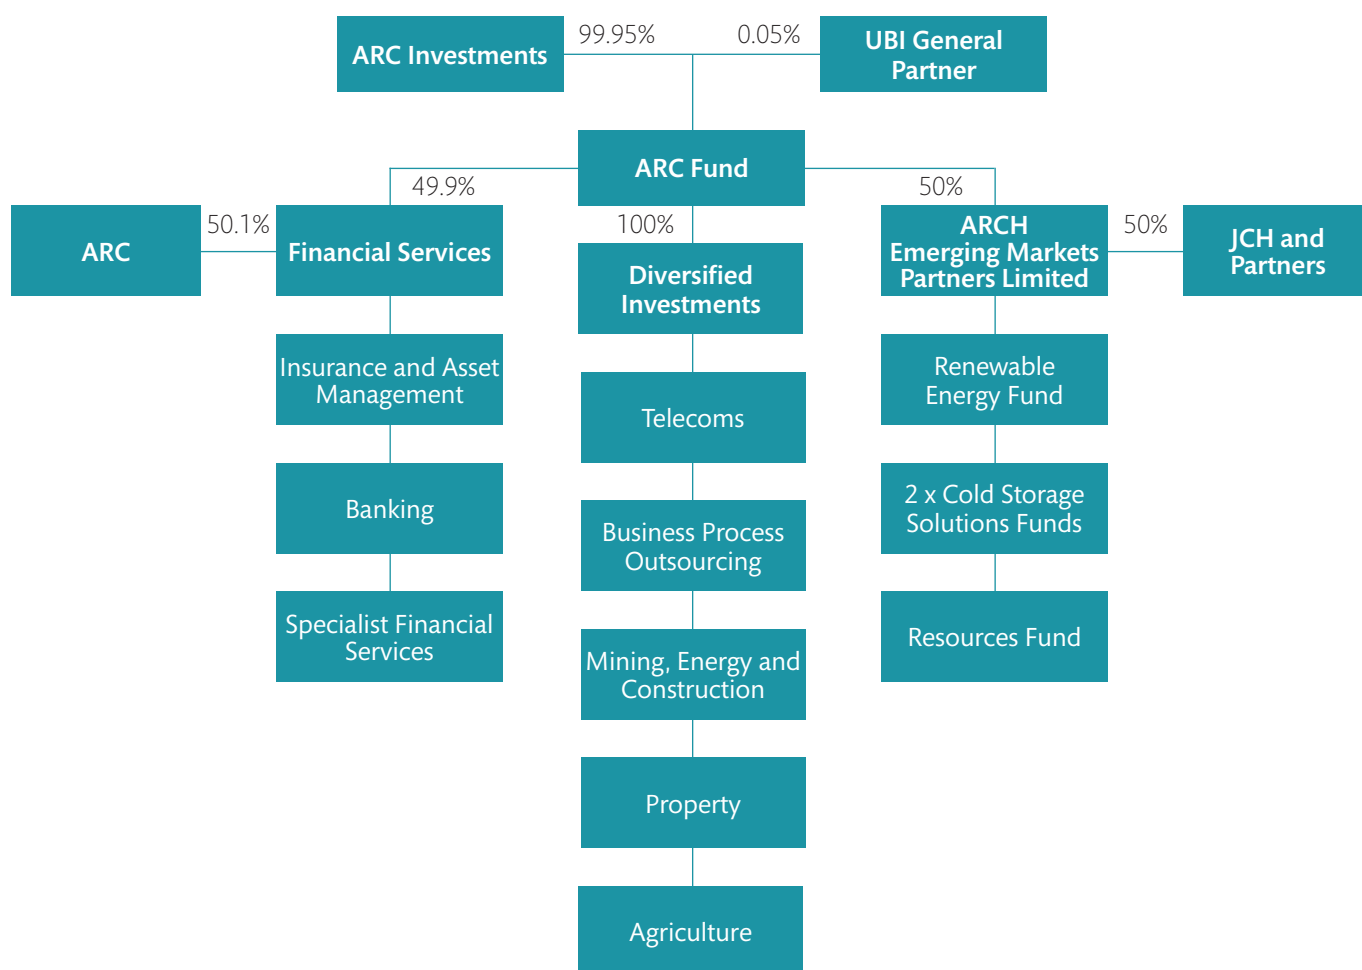 ARC Investments
99.95%
0.05%
UBI General
Partner
ARC Fund
49.9%
50%
100%
ARC
50.1%
Financial Services
Diversified
Investments
ARCH
Emerging Markets
Partners Limited
50%
JCH and
Partners
Insurance and Asset
Management
Banking
Specialist Financial
Services
Telecoms
Business Process
Outsourcing
Mining, Energy and
Construction
Property
Agriculture
Renewable
Energy Fund
2 x Cold Storage
Solutions Funds
Resources Fund